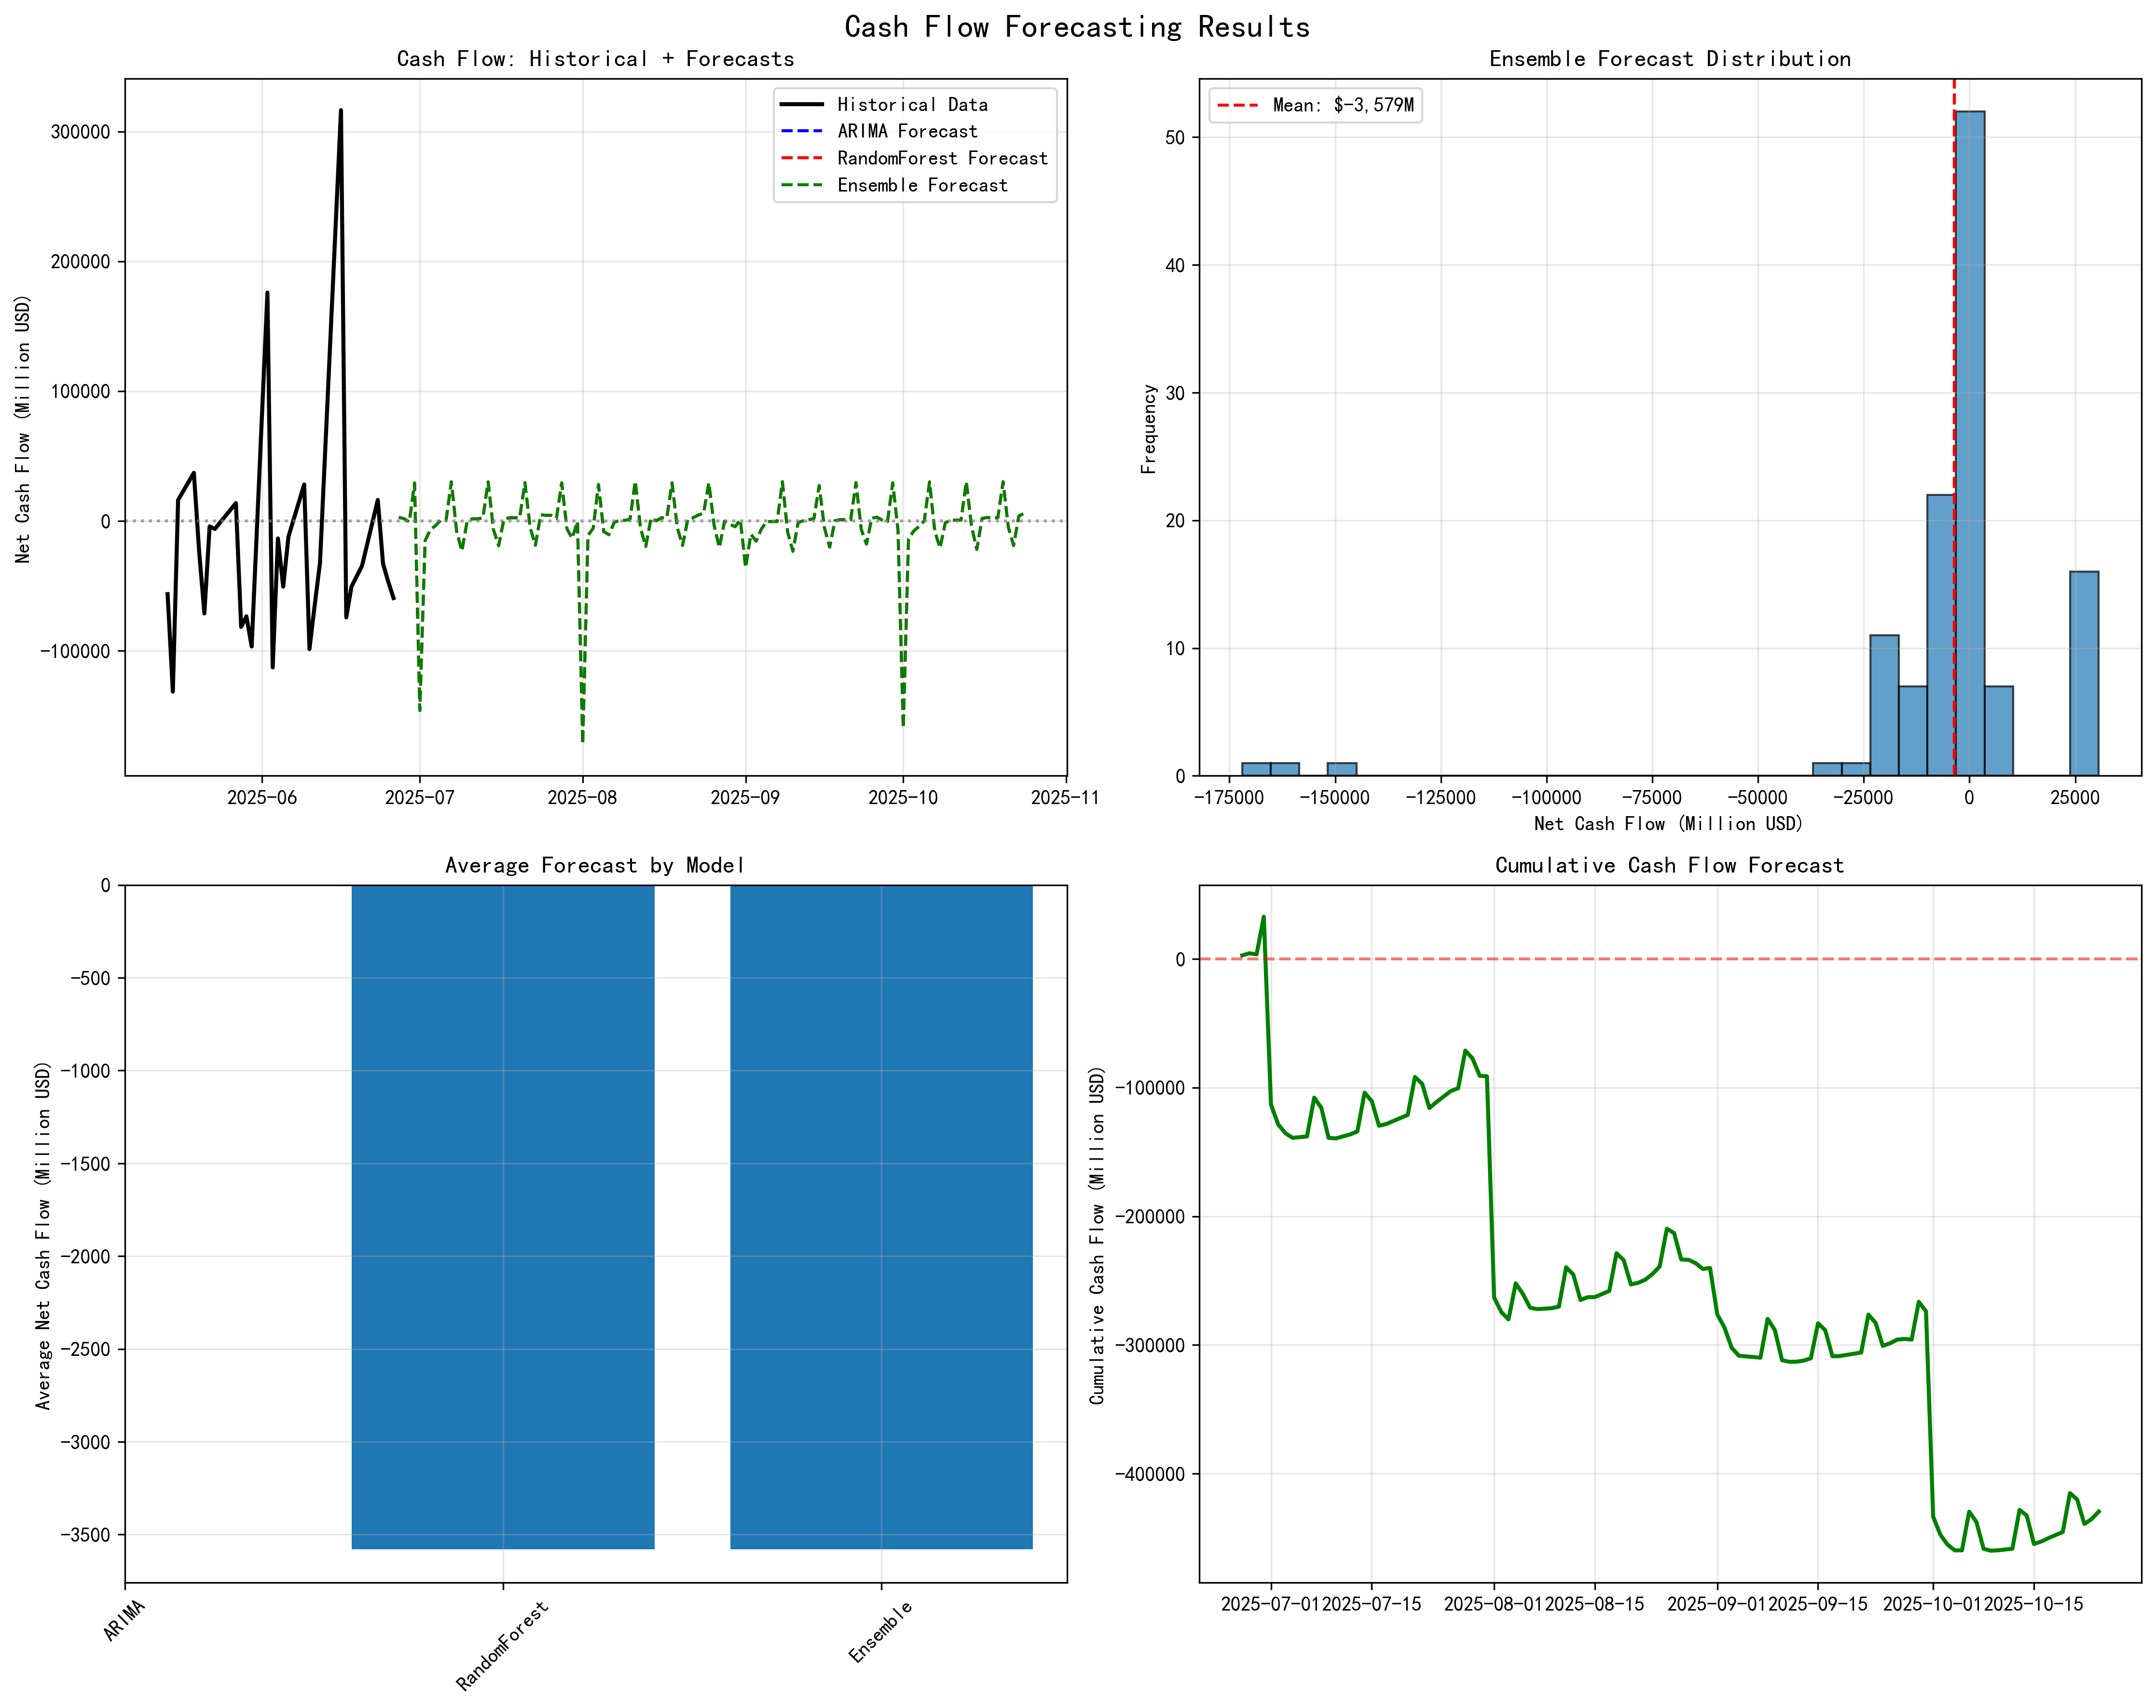 Cash Flow Forecasting Results
Cash Flow: Historical + Forecasts
Net Cash Flow (Million USD)
300000
200000
100000
0
−100000
Historical Data
ARIMA Forecast
RandomForest Forecast
Ensemble Forecast
2025-06
2025-07
2025-08
2025-09
2025-10
2025-11
Ensemble Forecast Distribution
Mean: $-3,579M
Frequency
50
40
30
20
10
0
−175000
−150000
−125000
−100000
−75000
−50000
−25000
0
25000
Net Cash Flow (Million USD)
Average Forecast by Model
Average Net Cash Flow (Million USD)
0
−500
−1000
−1500
−2000
−2500
−3000
−3500
ARIMA
RandomForest
Ensemble
Cumulative Cash Flow Forecast
Cumulative Cash Flow (Million USD)
0
−100000
−200000
−300000
−400000
2025-07-01
2025-07-15
2025-08-01
2025-08-15
2025-09-01
2025-09-15
2025-10-01
2025-10-15